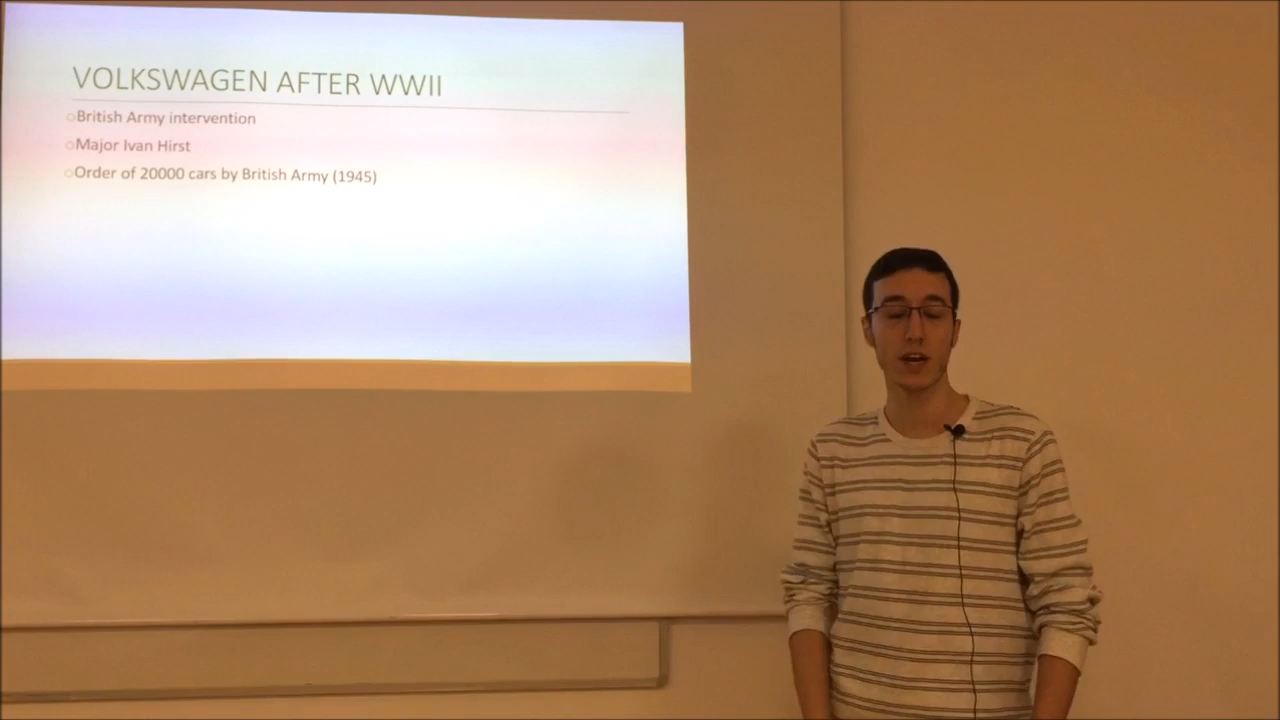 VOLKSWAGEN AFTER WWII
British Army intervention
Major Ivan Hirst
Order of 20000 cars by British Army (1945)